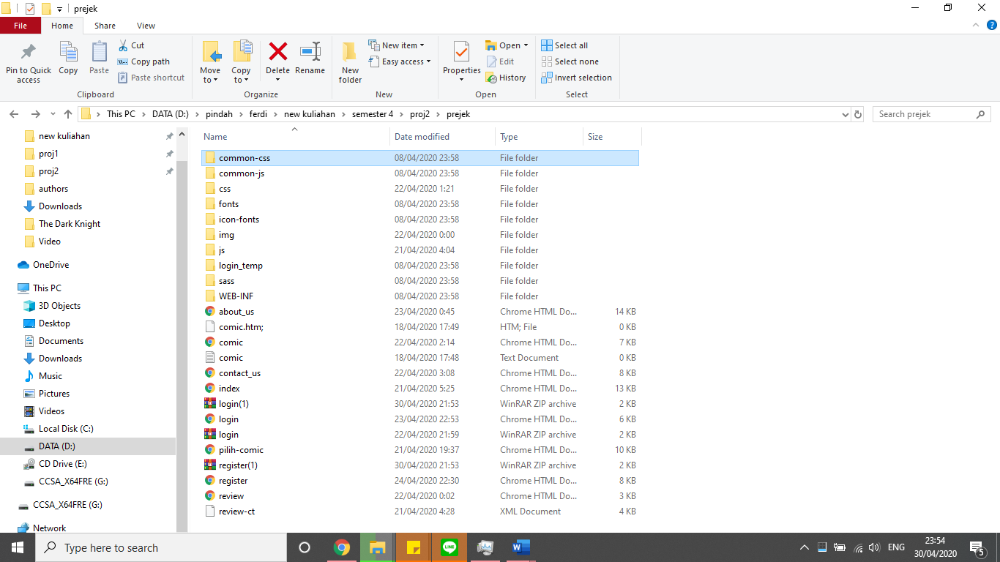 prejek
File Home Share View
Pin to Quick access
Copy
Paste
Cut
Copy path
Paste shortcut
Clipboard
Move to
Copy to
Delete
Rename
Organize
New folder
New item
Easy access
New
Properties
Open
Edit
History
Open
Select all
Select none
Invert selection
Select
This PC > DATA (D:) > pindah > ferdi > new kuliahan > semester 4 > proj2 > prejek
Search prejek
new kuliahan
proj1
proj2
authors
Downloads
The Dark Knight
Video
OneDrive
This PC
3D Objects
Desktop
Documents
Downloads
Music
Pictures
Videos
Local Disk (C:)
DATA (D:)
CD Drive (E:)
CCSA_X64FRE (G:)
CCSA_X64FRE (G:)
Network
Name Date modified Type Size
common-css 08/04/2020 23:58 File folder
common-js 08/04/2020 23:58 File folder
css 22/04/2020 1:21 File folder
fonts 08/04/2020 23:58 File folder
icon-fonts 08/04/2020 23:58 File folder
img 22/04/2020 0:00 File folder
js 21/04/2020 4:04 File folder
login_temp 08/04/2020 23:58 File folder
sass 08/04/2020 23:58 File folder
WEB-INF 08/04/2020 23:58 File folder
about_us 23/04/2020 0:45 Chrome HTML Do... 14 KB
comic.htm; 18/04/2020 17:49 HTM; File 0 KB
comic 22/04/2020 2:14 Chrome HTML Do... 7 KB
comic 18/04/2020 17:48 Text Document 0 KB
contact_us 22/04/2020 3:08 Chrome HTML Do... 8 KB
index 21/04/2020 5:25 Chrome HTML Do... 13 KB
login(1) 30/04/2020 21:53 WinRAR ZIP archive 2 KB
login 23/04/2020 22:53 Chrome HTML Do... 6 KB
login 22/04/2020 21:59 WinRAR ZIP archive 2 KB
pilih-comic 21/04/2020 19:37 Chrome HTML Do... 10 KB
register(1) 30/04/2020 21:53 WinRAR ZIP archive 2 KB
register 24/04/2020 22:30 Chrome HTML Do... 8 KB
review 22/04/2020 0:02 Chrome HTML Do... 3 KB
review-ct 21/04/2020 4:28 XML Document 4 KB
Type here to search
ENG
23:54
30/04/2020
5